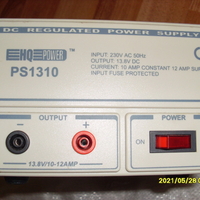 DC REGULATED POWER SUPPLY
HQ POWER™
PS1310
INPUT: 230V AC 50Hz
OUTPUT: 13.8V DC
CURRENT: 10 AMP CONSTANT 12 AMP
INPUT FUSE PROTECTED
− OUTPUT +
POWER
ON
13.8V/10-12AMP
2021/05/28